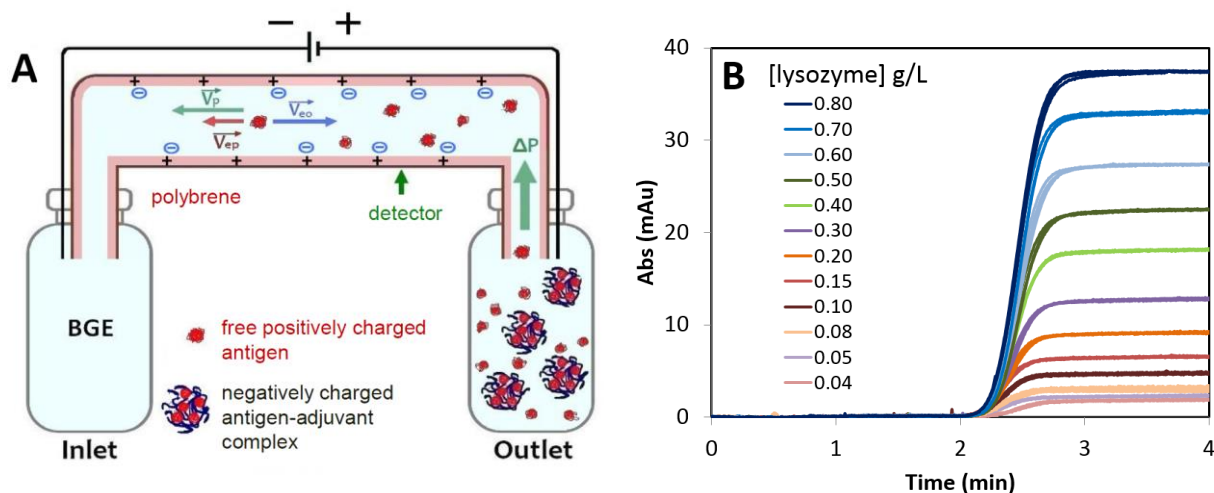 A
− +
+ + + + + +
− − − − −
V⃗p
V⃗eo
V⃗ep
− − − − −
+ + + + +
ΔP
polybrene
detector
BGE
free positively charged
antigen
negatively charged
antigen-adjuvant
complex
Inlet
Outlet
B
[lysozyme] g/L
0.80
0.70
0.60
0.50
0.40
0.30
0.20
0.15
0.10
0.08
0.05
0.04
Abs (mAu)
40
30
20
10
0
0 1 2 3 4
Time (min)